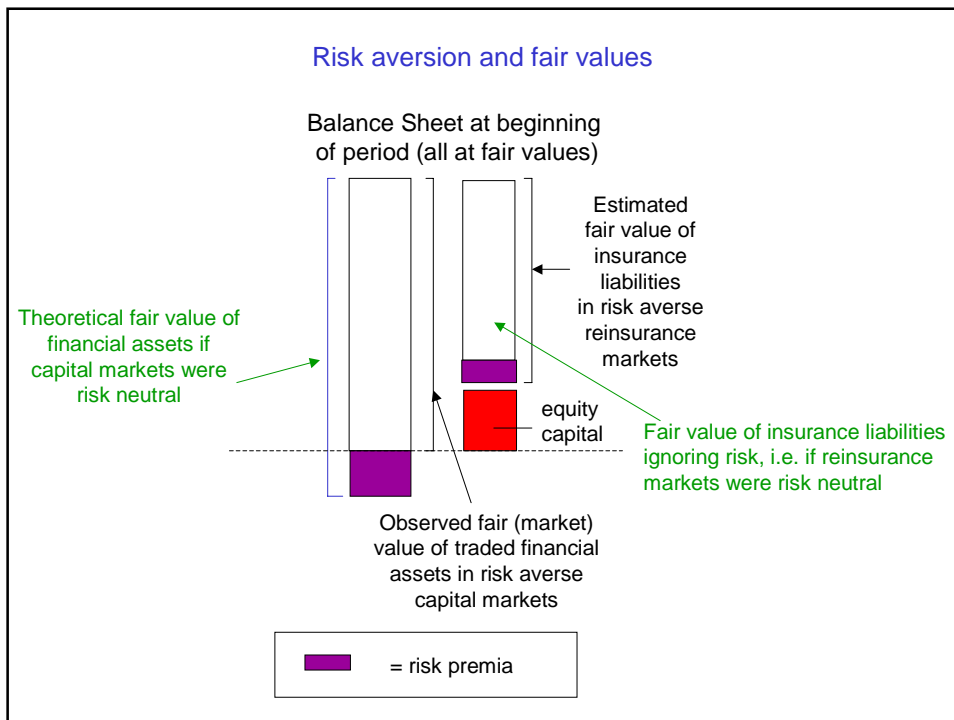 Risk aversion and fair values
Balance Sheet at beginning
of period (all at fair values)
Estimated
fair value of
insurance
liabilities
in risk averse
reinsurance
markets
Theoretical fair value of
financial assets if
capital markets were
risk neutral
equity
capital
Fair value of insurance liabilities
ignoring risk, i.e. if reinsurance
markets were risk neutral
Observed fair (market)
value of traded financial
assets in risk averse
capital markets
= risk premia